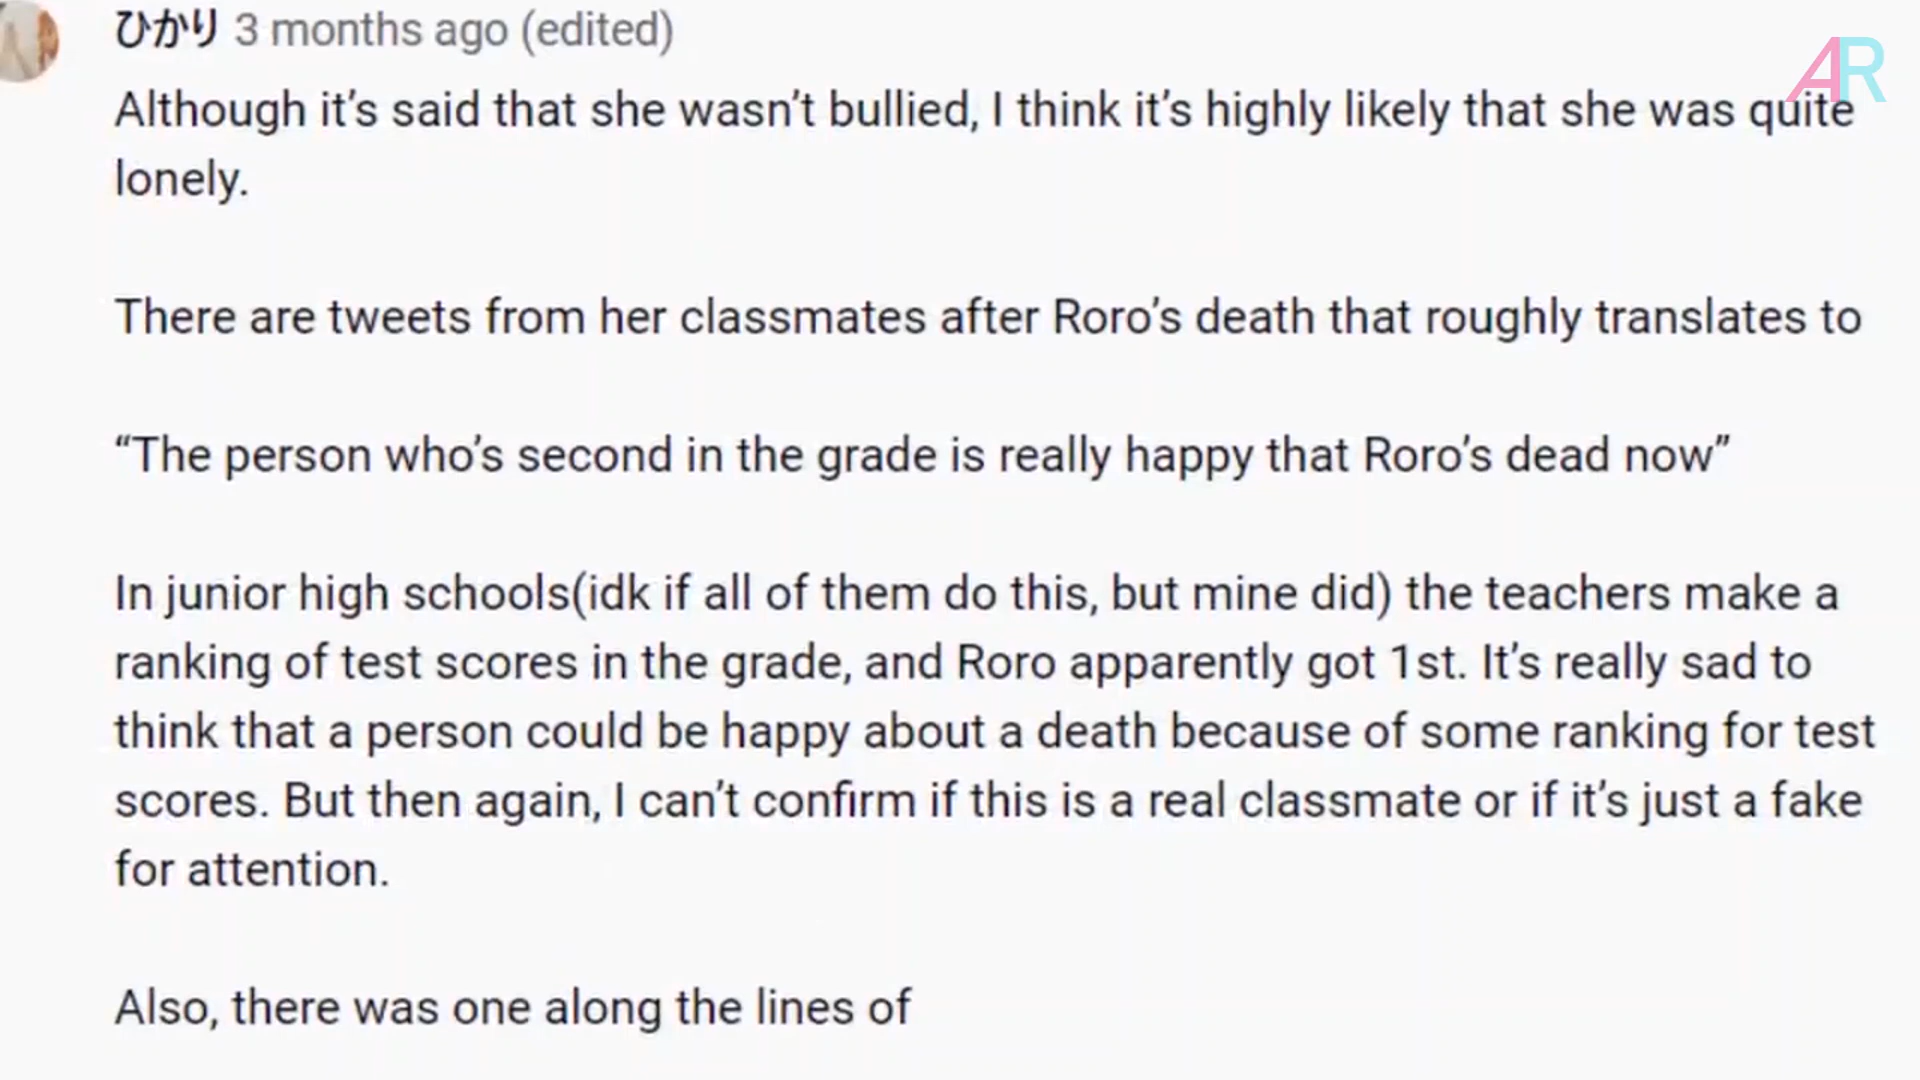 ひかり 3 months ago (edited)
AR
Although it’s said that she wasn’t bullied, I think it’s highly likely that she was quite
lonely.
There are tweets from her classmates after Roro’s death that roughly translates to
“The person who’s second in the grade is really happy that Roro’s dead now”
In junior high schools(idk if all of them do this, but mine did) the teachers make a
ranking of test scores in the grade, and Roro apparently got 1st. It’s really sad to
think that a person could be happy about a death because of some ranking for test
scores. But then again, I can’t confirm if this is a real classmate or if it’s just a fake
for attention.
Also, there was one along the lines of